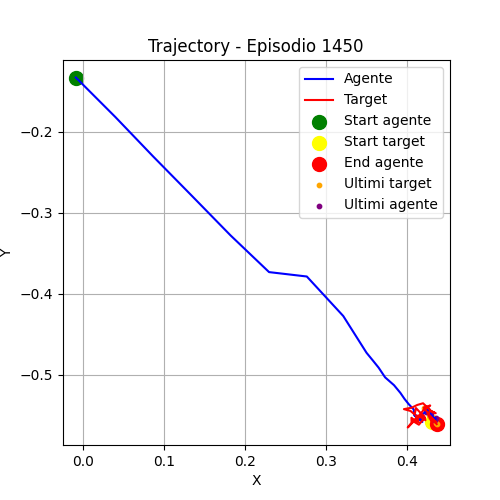 Trajectory - Episodio 1450
Agente
Target
Start agente
Start target
End agente
Ultimi target
Ultimi agente
−0.2
−0.3
−0.4
−0.5
Y
0.0 0.1 0.2 0.3 0.4
X